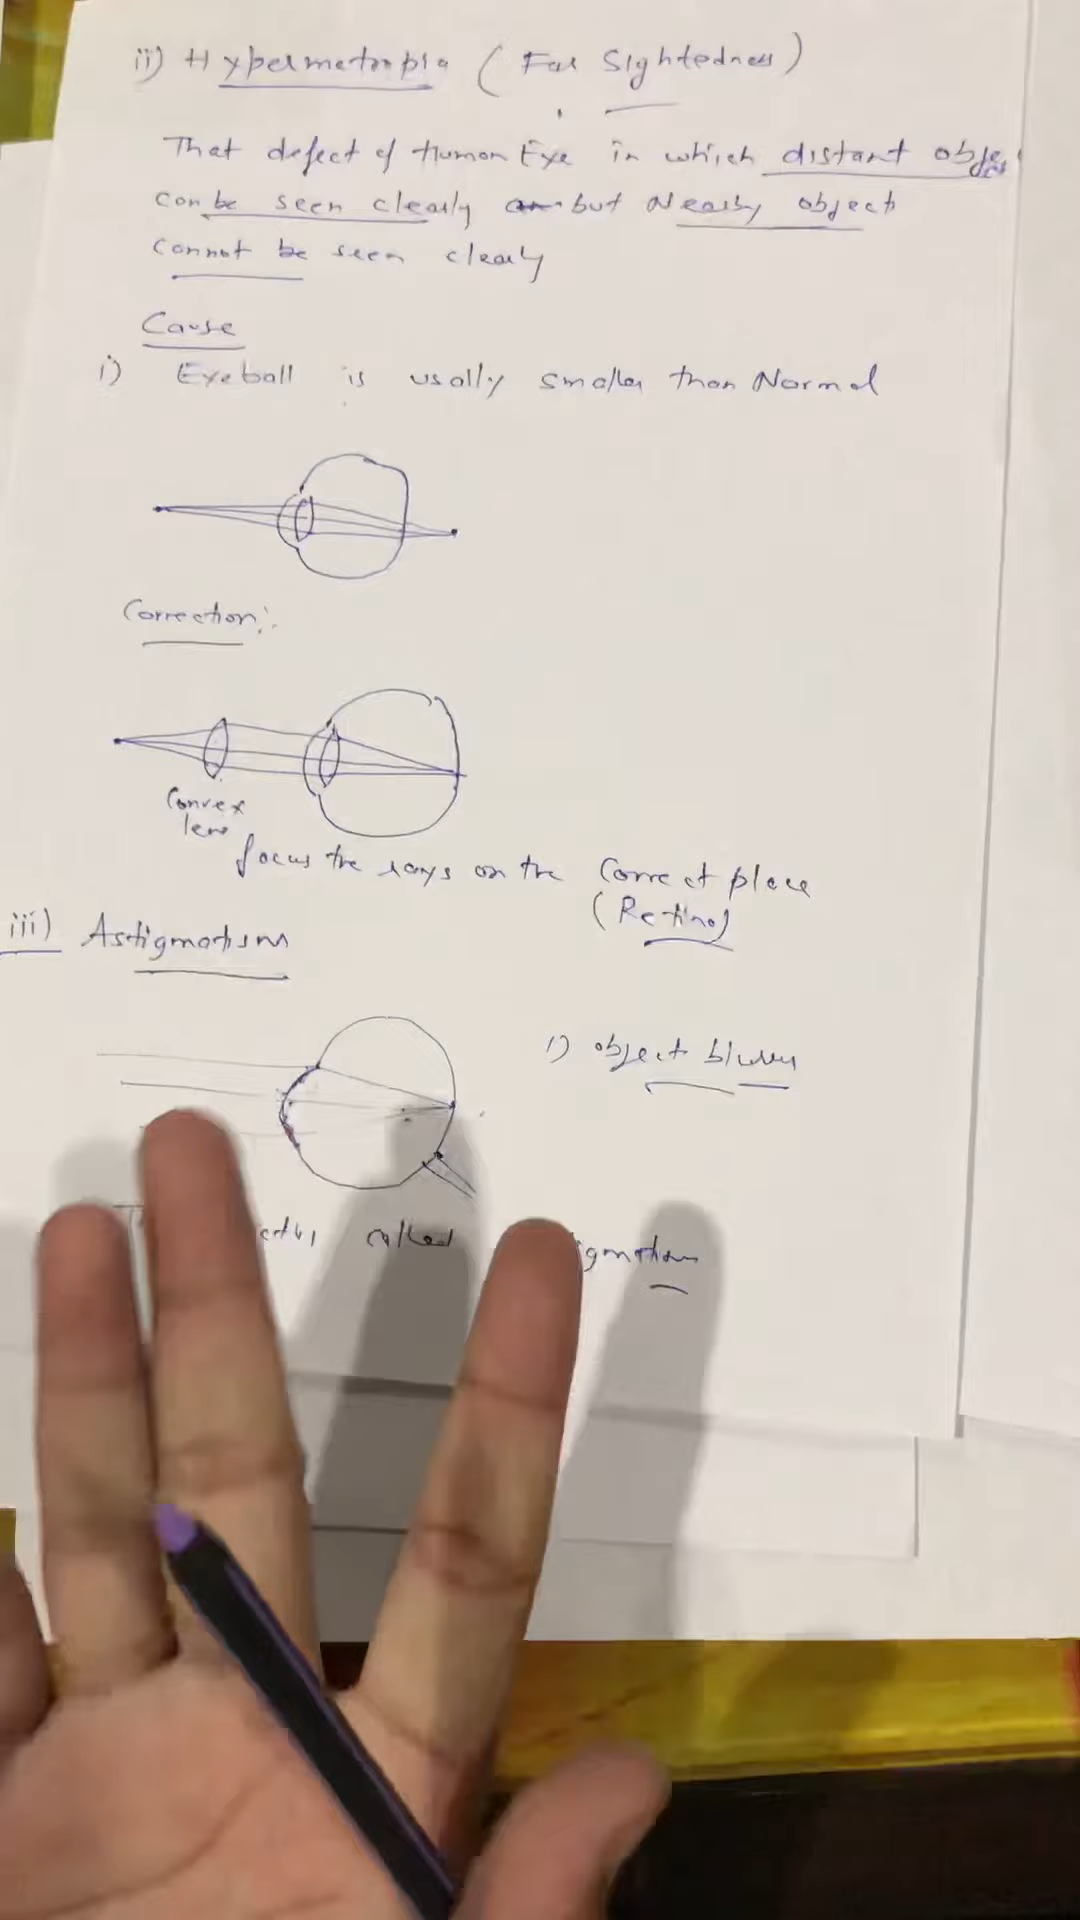 ii) Hypermetropia (Far Sightedness)
That defect of Human Eye in which distant objects
can be seen clearly but Nearby object
cannot be seen clearly
Cause
i) Eyeball is usally smaller than Normal
Correction:
Convex
lens
focus the rays on the correct place
(Retina)
iii) Astigmatism
1) object blurry
called